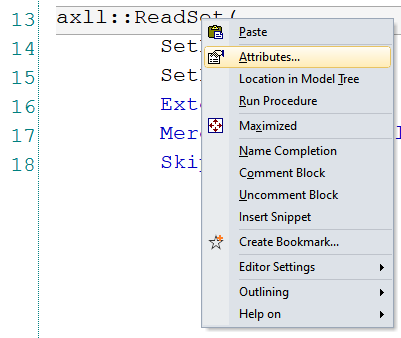 13 axll::ReadSet(
14 Set
15 Set
16 Exte
17 Merc
18 Skip
Paste
Attributes...
Location in Model Tree
Run Procedure
Maximized
Name Completion
Comment Block
Uncomment Block
Insert Snippet
Create Bookmark...
Editor Settings
Outlining
Help on